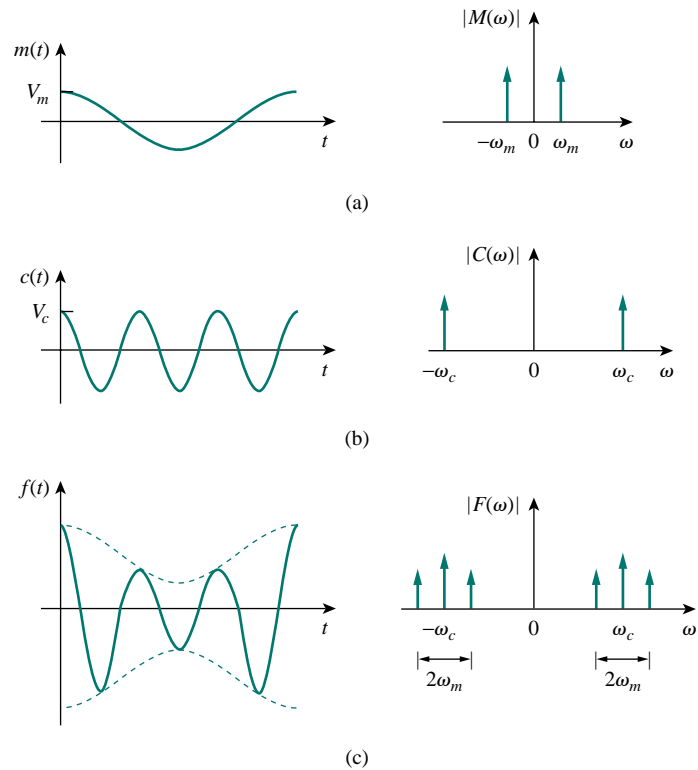 m(t)
V_m
t
|M(ω)|
−ω_m 0 ω_m ω
(a)
c(t)
V_c
t
|C(ω)|
−ω_c 0 ω_c ω
(b)
f(t)
t
|F(ω)|
−ω_c 0 ω_c ω
2ω_m 2ω_m
(c)